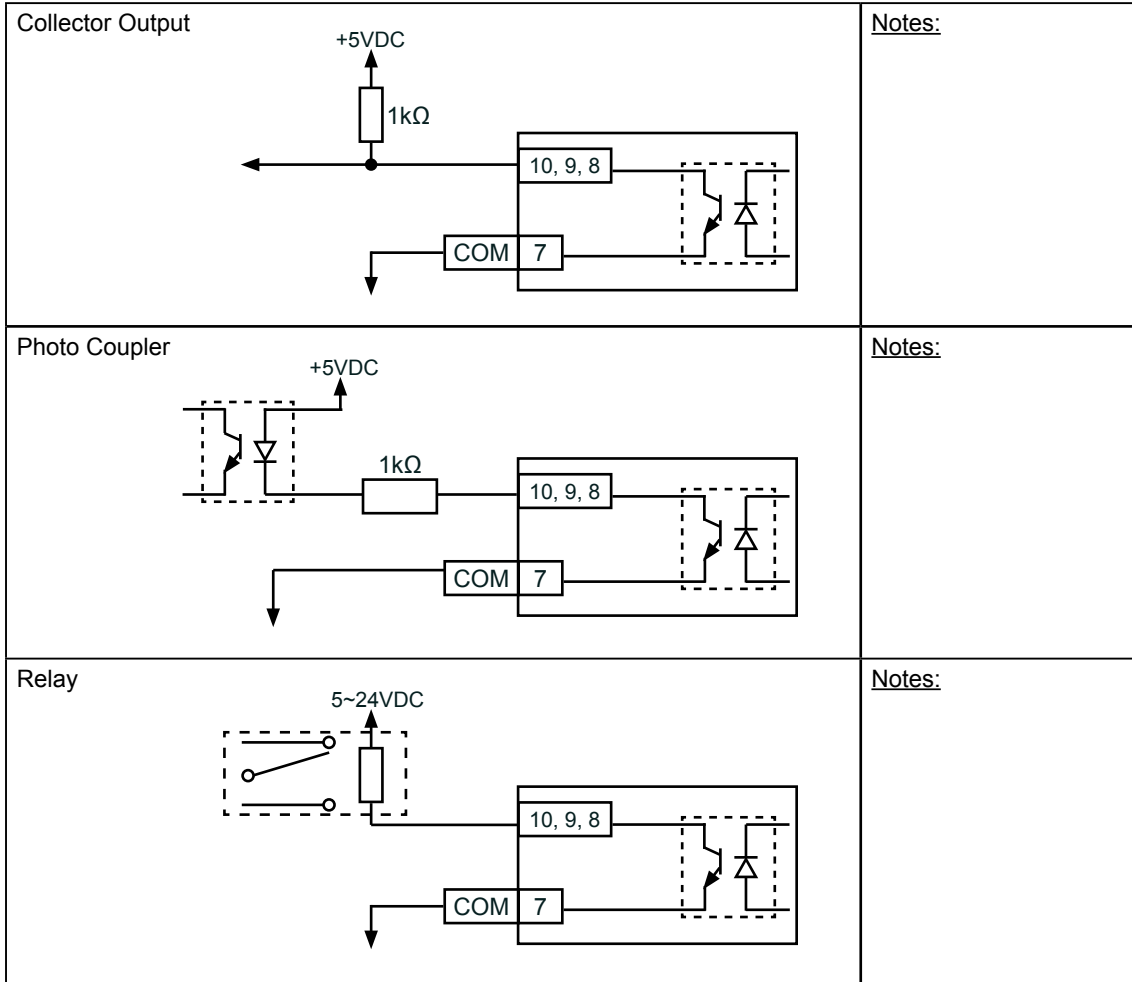 Collector Output
Notes:
+5VDC
1kΩ
10, 9, 8
COM 7
Photo Coupler
Notes:
+5VDC
1kΩ
10, 9, 8
COM 7
Relay
Notes:
5~24VDC
10, 9, 8
COM 7